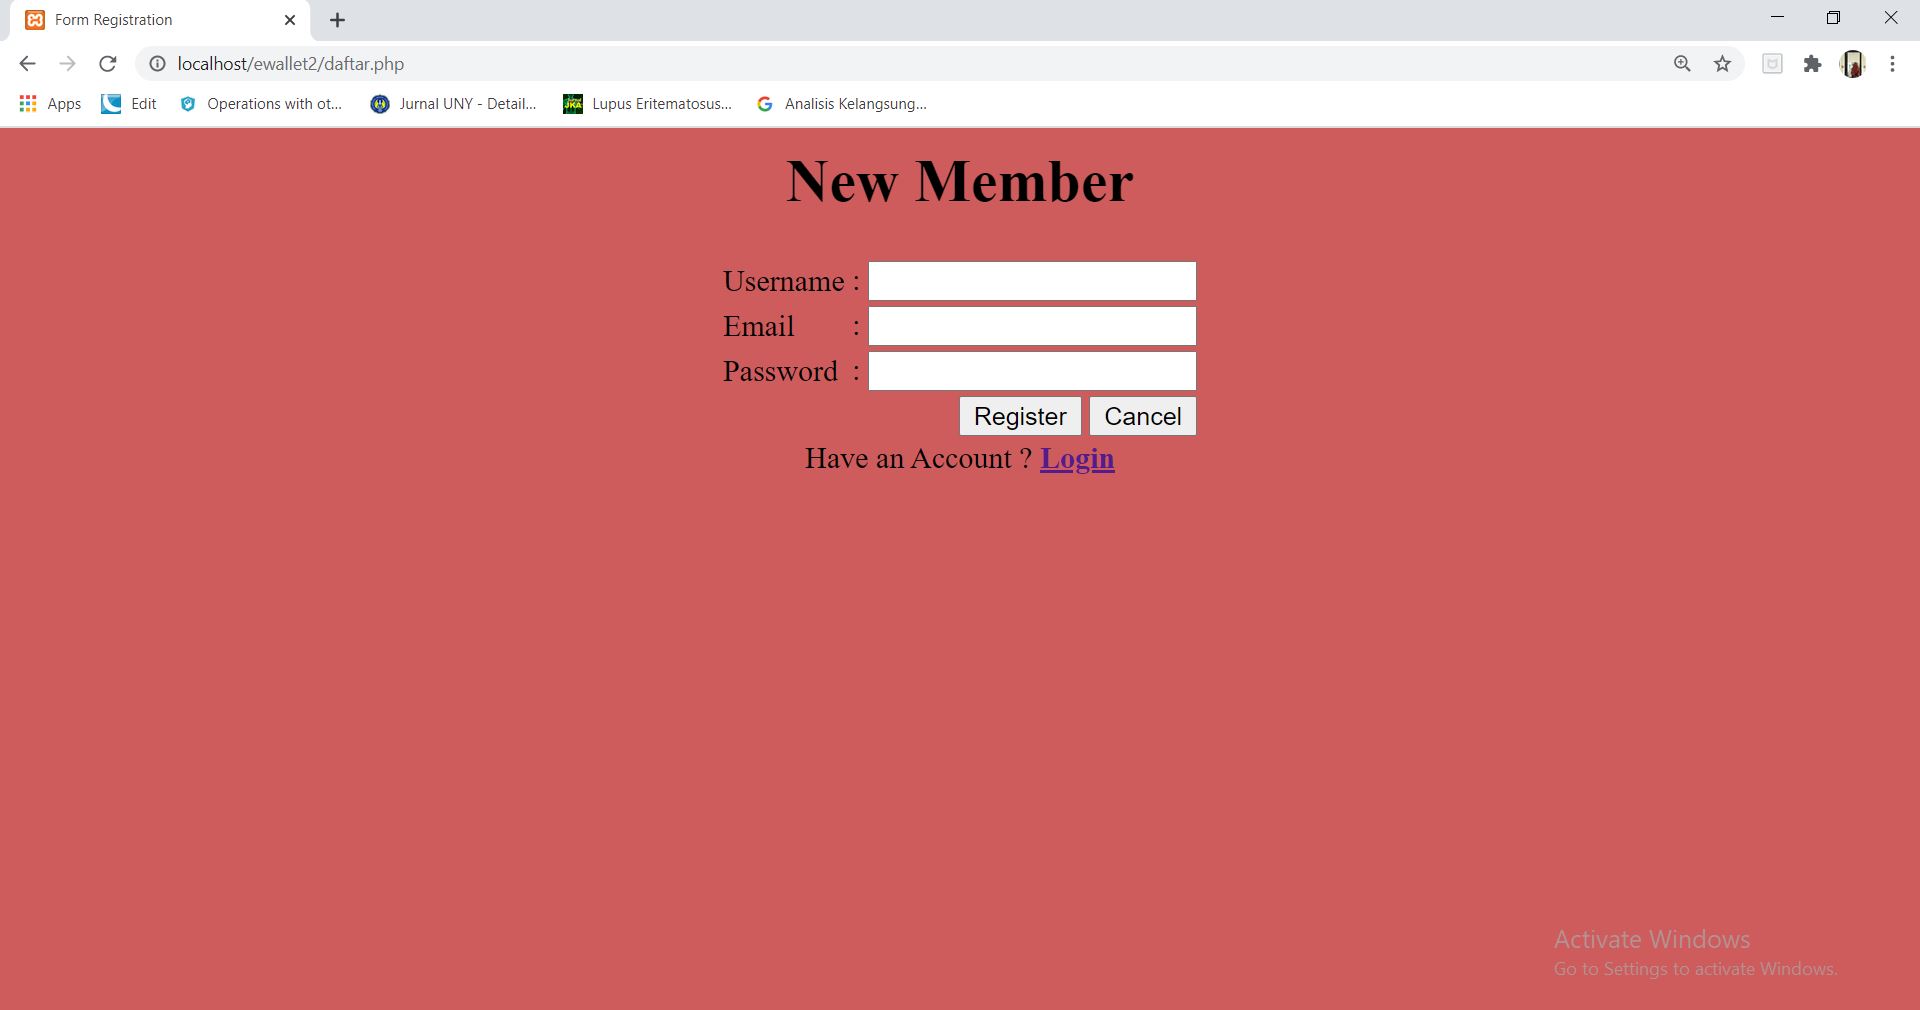 Form Registration
localhost/ewallet2/daftar.php
Apps Edit Operations with ot... Jurnal UNY - Detail... Lupus Eritematosus... Analisis Kelangsung...
New Member
Username :
Email :
Password :
Register Cancel
Have an Account ? Login
Activate Windows
Go to Settings to activate Windows.